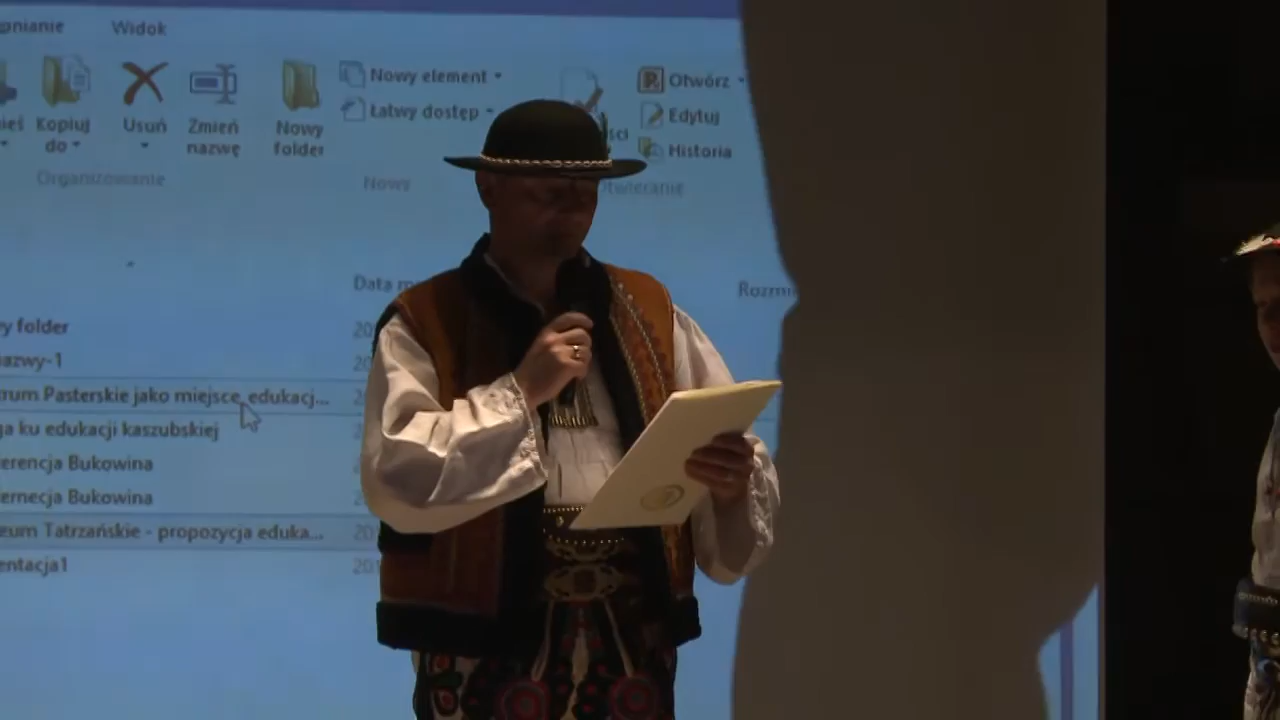 pnianie Widok
Kopiuj do
Usuń
Zmień nazwę
Nowy folder
Nowy element
Łatwy dostęp
Otwórz
Edytuj
Historia
Organizowanie
Nowy
Otwieranie
Data m
Rozmi
y folder
azwy-1
rum Pasterskie jako miejsce edukacj...
ga ku edukacji kaszubskiej
erencja Bukowina
ernecja Bukowina
eum Tatrzańskie - propozycja eduka...
entacja1